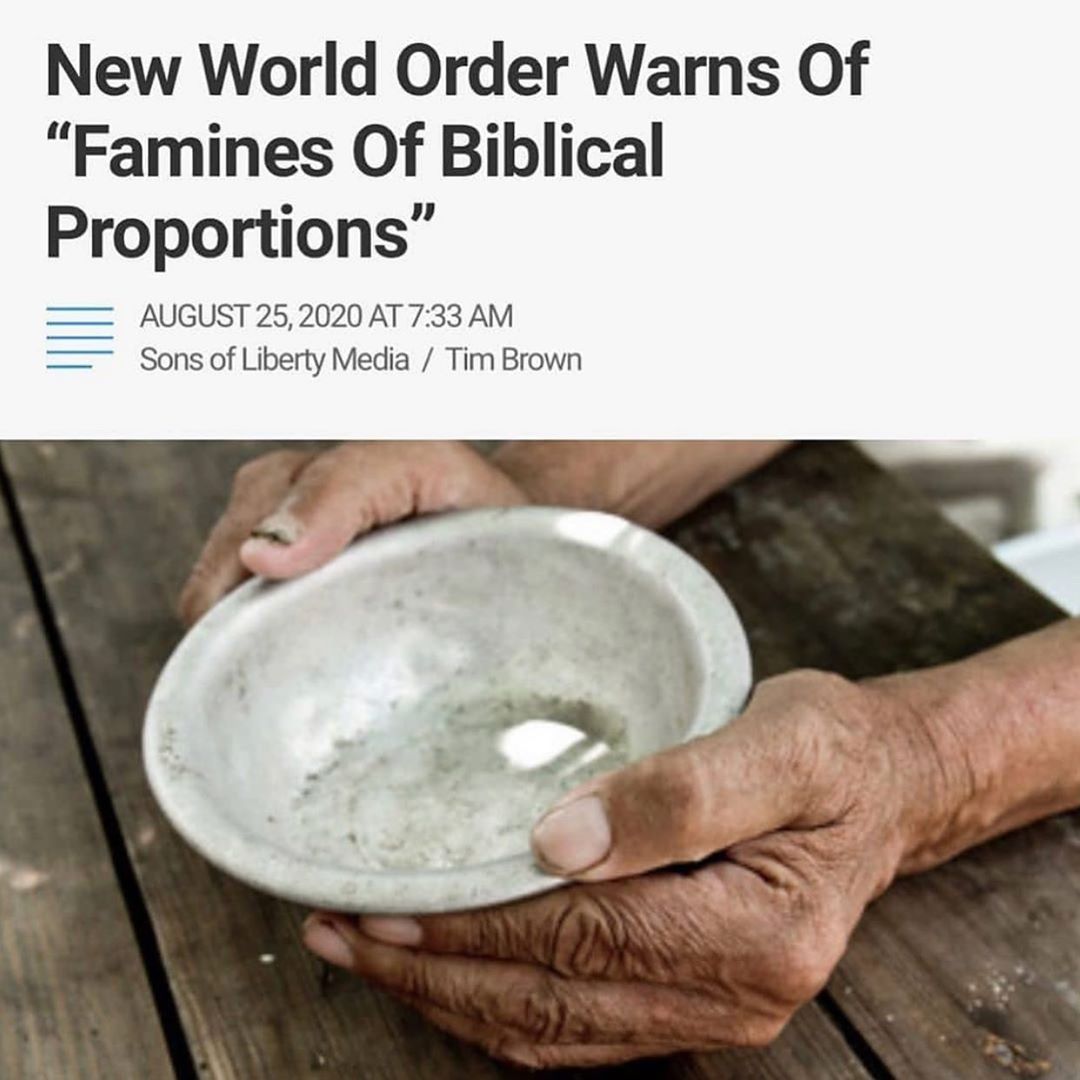 New World Order Warns Of
“Famines Of Biblical
Proportions”
AUGUST 25, 2020 AT 7:33 AM
Sons of Liberty Media / Tim Brown